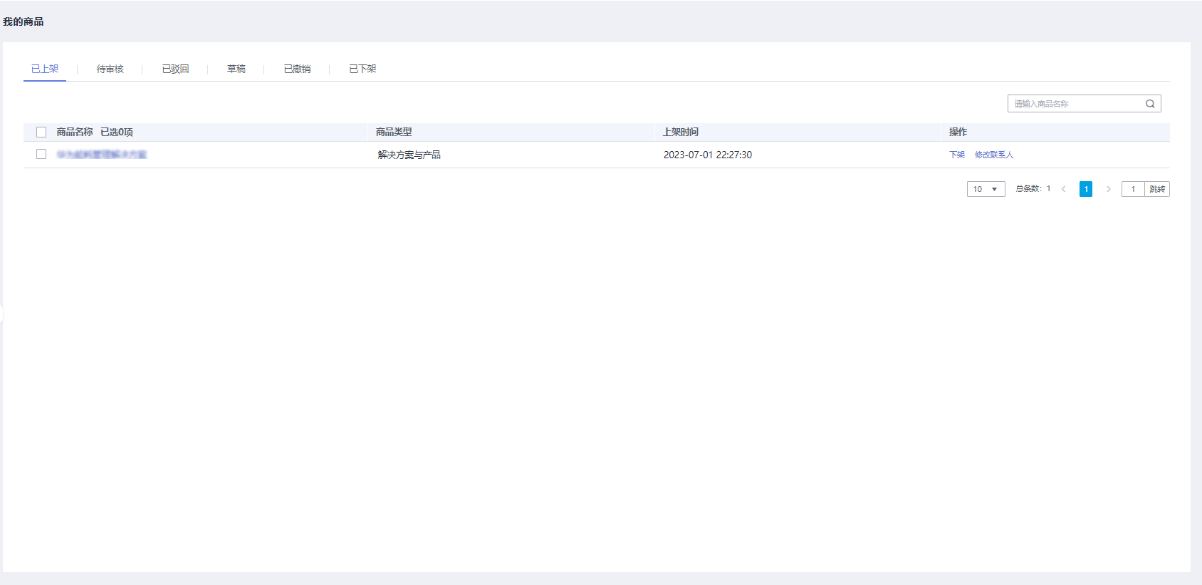 我的商品
已上架 待审核 已驳回 草稿 已撤销 已下架
请输入商品名称
商品名称 已选0项 商品类型 上架时间 操作
解决方案与产品 2023-07-01 22:27:30 下架 修改联系人
10 总条数: 1 < 1 > 1 跳转